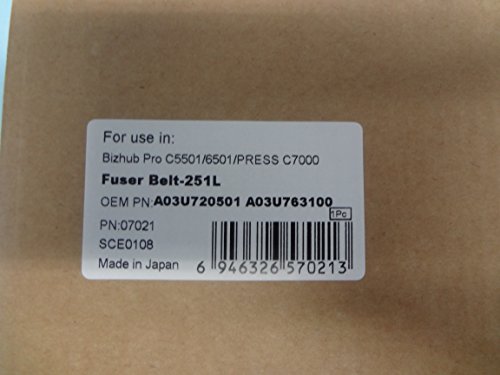 For use in:
Bizhub Pro C5501/6501/PRESS C7000
Fuser Belt-251L
OEM PN:A03U720501 A03U763100
1Pc
PN:07021
SCE0108
Made in Japan
6 946326 570213